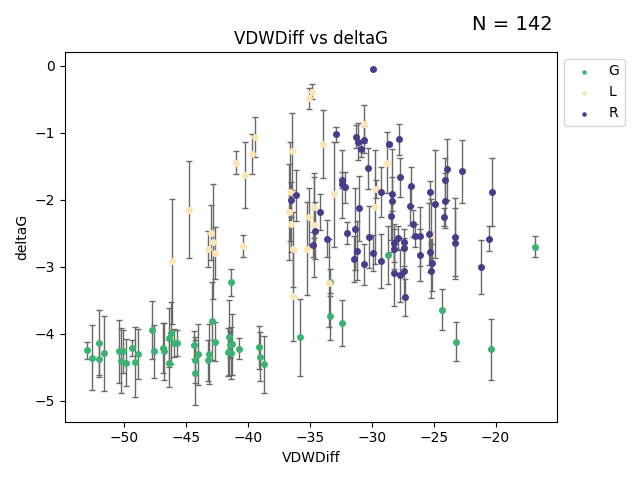 N = 142
VDWDiff vs deltaG
G
L
R
0
−1
−2
−3
−4
−5
deltaG
−50 −45 −40 −35 −30 −25 −20
VDWDiff